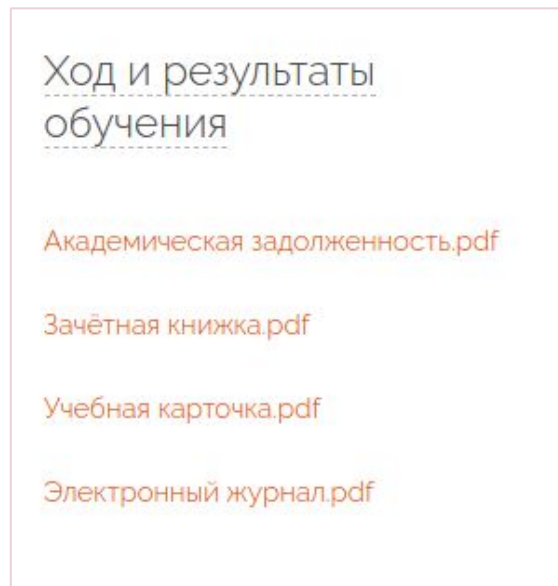 Ход и результаты
обучения
Академическая задолженность.pdf
Зачётная книжка.pdf
Учебная карточка.pdf
Электронный журнал.pdf